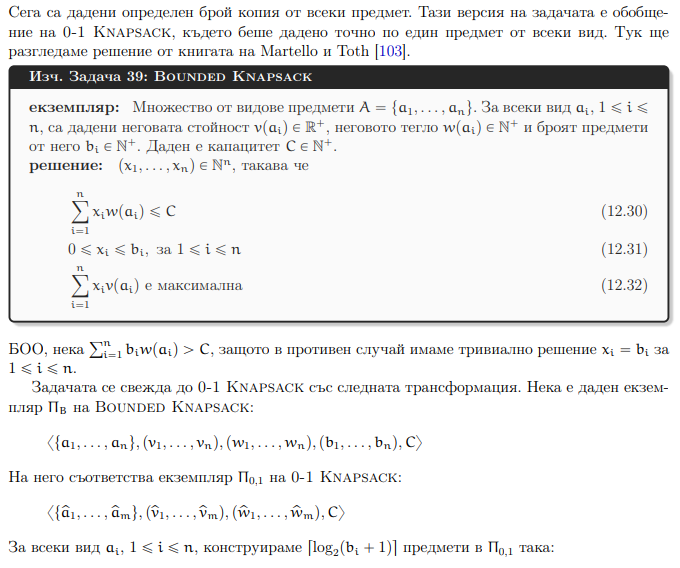 Сега са дадени определен брой копия от всеки предмет. Тази версия на задачата е обобще-
ние на 0-1 KNAPSACK, където беше дадено точно по един предмет от всеки вид. Тук ще
разгледаме решение от книгата на Martello и Toth [103].
Изч. Задача 39: BOUNDED KNAPSACK
екземпляр: Множество от видове предмети A = {a₁, . . . , aₙ}. За всеки вид aᵢ, 1 ⩽ i ⩽
n, са дадени неговата стойност v(aᵢ) ∈ ℝ⁺, неговото тегло w(aᵢ) ∈ ℕ⁺ и броят предмети
от него bᵢ ∈ ℕ⁺. Даден е капацитет C ∈ ℕ⁺.
решение: (x₁, . . . , xₙ) ∈ ℕⁿ, такава че
∑ᵢ₌₁ⁿ xᵢw(aᵢ) ⩽ C (12.30)
0 ⩽ xᵢ ⩽ bᵢ, за 1 ⩽ i ⩽ n (12.31)
∑ᵢ₌₁ⁿ xᵢv(aᵢ) е максимална (12.32)
БОО, нека ∑ᵢ₌₁ⁿ bᵢw(aᵢ) > C, защото в противен случай имаме тривиално решение xᵢ = bᵢ за
1 ⩽ i ⩽ n.
Задачата се свежда до 0-1 KNAPSACK със следната трансформация. Нека е даден екзем-
пляр Π_B на BOUNDED KNAPSACK:
⟨{a₁, . . . , aₙ}, (v₁, . . . , vₙ), (w₁, . . . , wₙ), (b₁, . . . , bₙ), C⟩
На него съответства екземпляр Π₀,₁ на 0-1 KNAPSACK:
⟨{â₁, . . . , âₘ}, (v̂₁, . . . , v̂ₘ), (ŵ₁, . . . , ŵₘ), C⟩
За всеки вид aᵢ, 1 ⩽ i ⩽ n, конструираме ⌈log₂(bᵢ + 1)⌉ предмети в Π₀,₁ така: